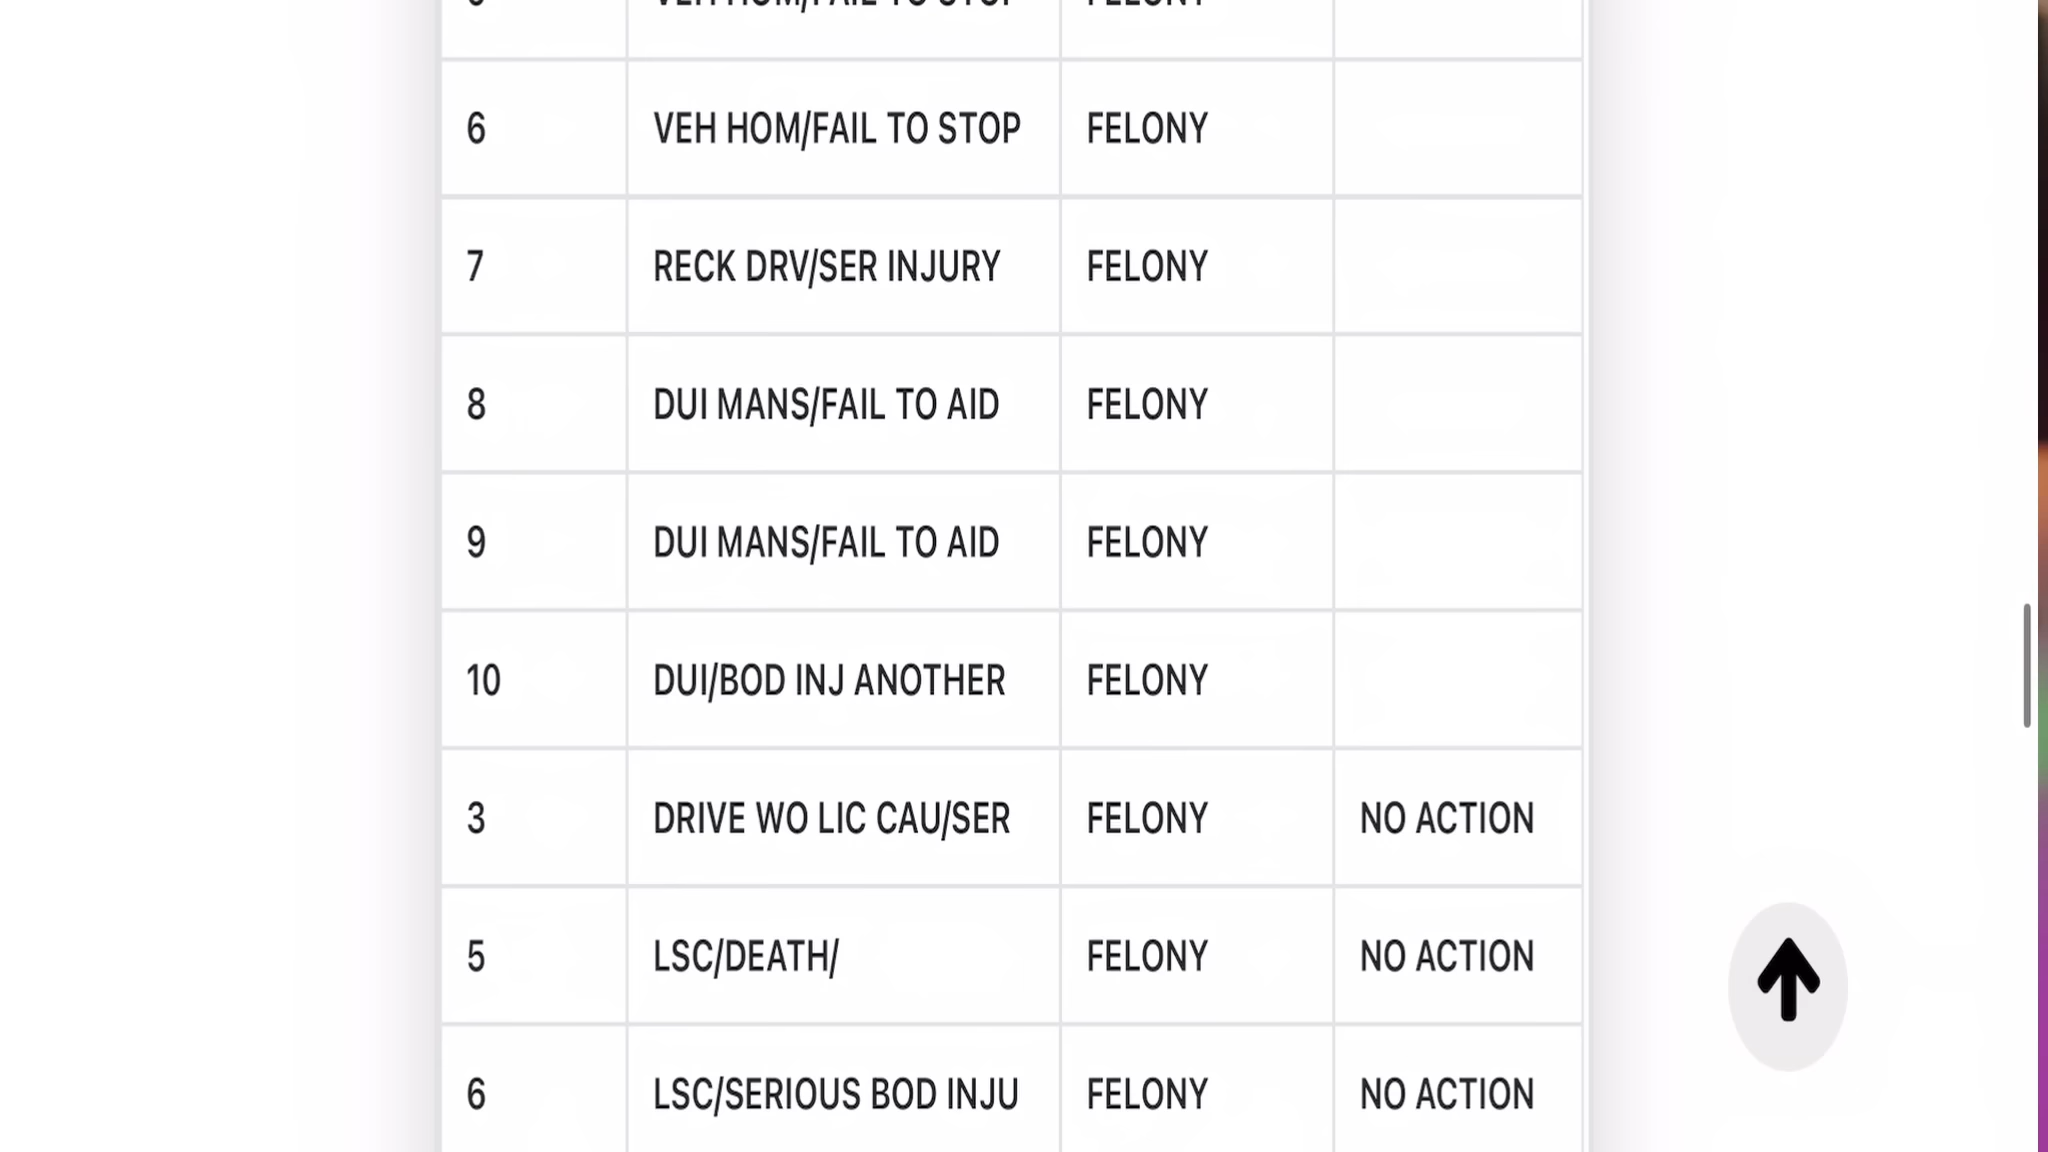 6 VEH HOM/FAIL TO STOP FELONY
7 RECK DRV/SER INJURY FELONY
8 DUI MANS/FAIL TO AID FELONY
9 DUI MANS/FAIL TO AID FELONY
10 DUI/BOD INJ ANOTHER FELONY
3 DRIVE WO LIC CAU/SER FELONY NO ACTION
5 LSC/DEATH/ FELONY NO ACTION
6 LSC/SERIOUS BOD INJU FELONY NO ACTION